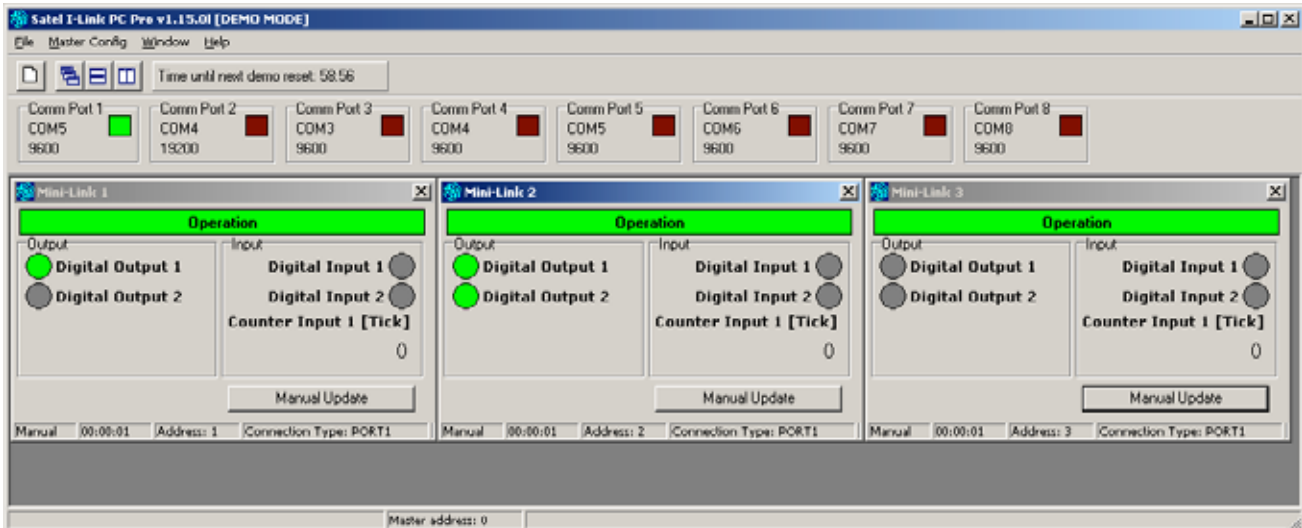 Satel I-Link PC Pro v1.15.0l [DEMO MODE]
File Master Config Window Help
Time until next demo reset: 58.56
Comm Port 1 Comm Port 2 Comm Port 3 Comm Port 4 Comm Port 5 Comm Port 6 Comm Port 7 Comm Port 8
COM5 COM4 COM3 COM4 COM5 COM6 COM7 COM8
9600 19200 9600 9600 9600 9600 9600 9600
Mini-Link 1
Operation
Output Input
Digital Output 1 Digital Input 1
Digital Output 2 Digital Input 2
Counter Input 1 [Tick]
0
Manual Update
Manual 00:00:01 Address: 1 Connection Type: PORT1
Mini-Link 2
Operation
Output Input
Digital Output 1 Digital Input 1
Digital Output 2 Digital Input 2
Counter Input 1 [Tick]
0
Manual Update
Manual 00:00:01 Address: 2 Connection Type: PORT1
Mini-Link 3
Operation
Output Input
Digital Output 1 Digital Input 1
Digital Output 2 Digital Input 2
Counter Input 1 [Tick]
0
Manual Update
Manual 00:00:01 Address: 3 Connection Type: PORT1
Master address: 0